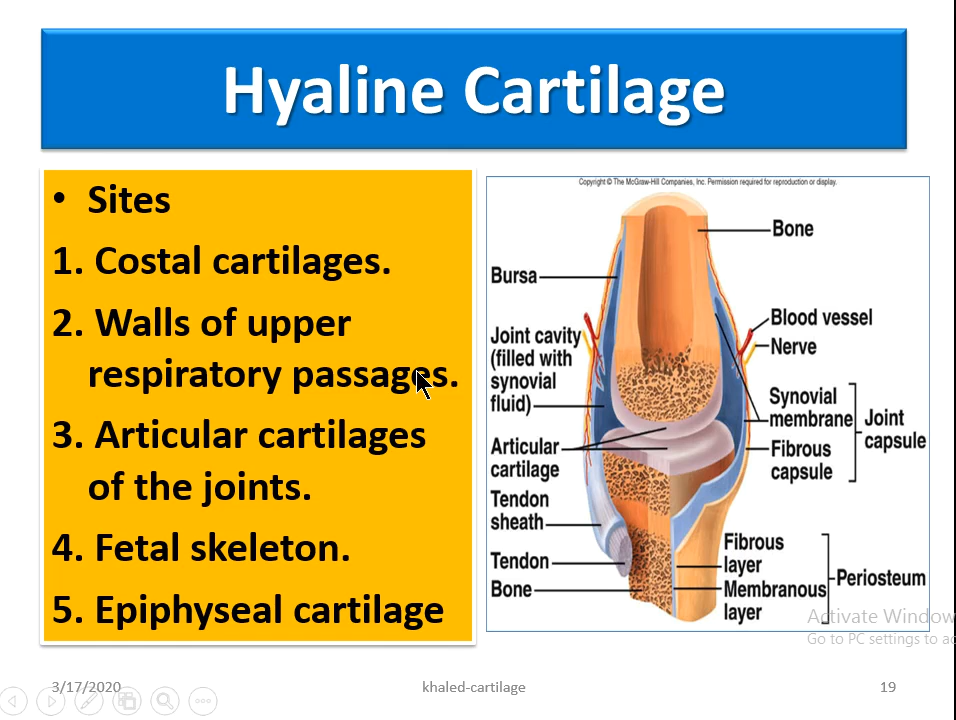 Hyaline Cartilage
• Sites
1. Costal cartilages.
2. Walls of upper
respiratory passages.
3. Articular cartilages
of the joints.
4. Fetal skeleton.
5. Epiphyseal cartilage
Copyright © The McGraw-Hill Companies, Inc. Permission required for reproduction or display.
Bone
Bursa
Blood vessel
Nerve
Joint cavity
(filled with
synovial
fluid)
Synovial
membrane
Fibrous
capsule
Joint
capsule
Articular
cartilage
Tendon
sheath
Tendon
Bone
Fibrous
layer
Membranous
layer
Periosteum
Activate Window
Go to PC settings to ac
3/17/2020
khaled-cartilage
19